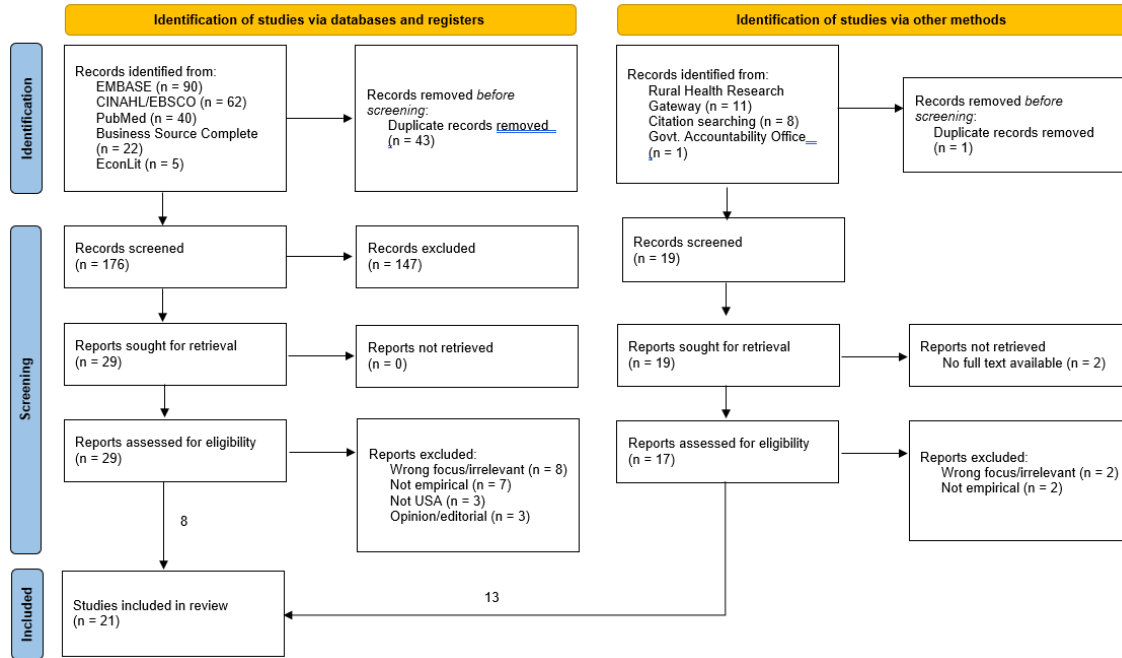 Identification of studies via databases and registers
Identification of studies via other methods
Identification
Records identified from:
EMBASE (n = 90)
CINAHL/EBSCO (n = 62)
PubMed (n = 40)
Business Source Complete
(n = 22)
EconLit (n = 5)
Records removed before
screening:
Duplicate records removed
(n = 43)
Records identified from:
Rural Health Research
Gateway (n = 11)
Citation searching (n = 8)
Govt. Accountability Office
(n = 1)
Records removed before
screening:
Duplicate records removed
(n = 1)
Screening
Records screened
(n = 176)
Records excluded
(n = 147)
Records screened
(n = 19)
Reports sought for retrieval
(n = 29)
Reports not retrieved
(n = 0)
Reports sought for retrieval
(n = 19)
Reports not retrieved
No full text available (n = 2)
Reports assessed for eligibility
(n = 29)
Reports excluded:
Wrong focus/irrelevant (n = 8)
Not empirical (n = 7)
Not USA (n = 3)
Opinion/editorial (n = 3)
Reports assessed for eligibility
(n = 17)
Reports excluded:
Wrong focus/irrelevant (n = 2)
Not empirical (n = 2)
8
13
Included
Studies included in review
(n = 21)